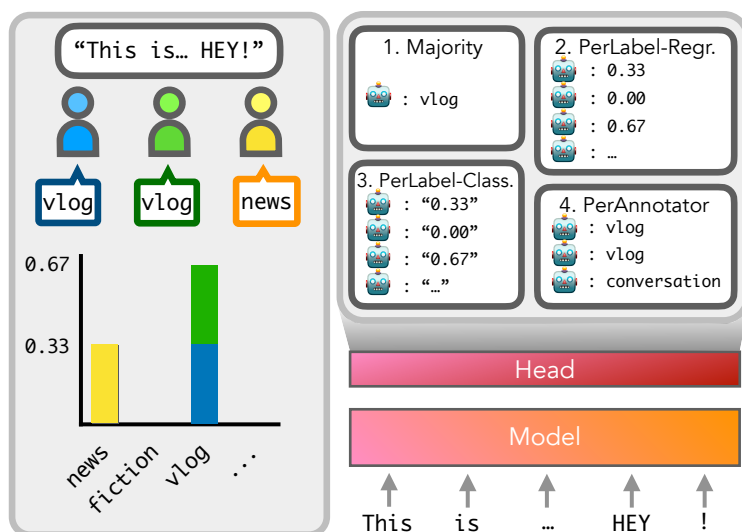 “This is… HEY!”
vlog
vlog
news
0.67
0.33
news
fiction
vlog
...
1. Majority
: vlog
2. PerLabel-Regr.
: 0.33
: 0.00
: 0.67
: …
3. PerLabel-Class.
: “0.33”
: “0.00”
: “0.67”
: “…”
4. PerAnnotator
: vlog
: vlog
: conversation
Head
Model
This is … HEY !